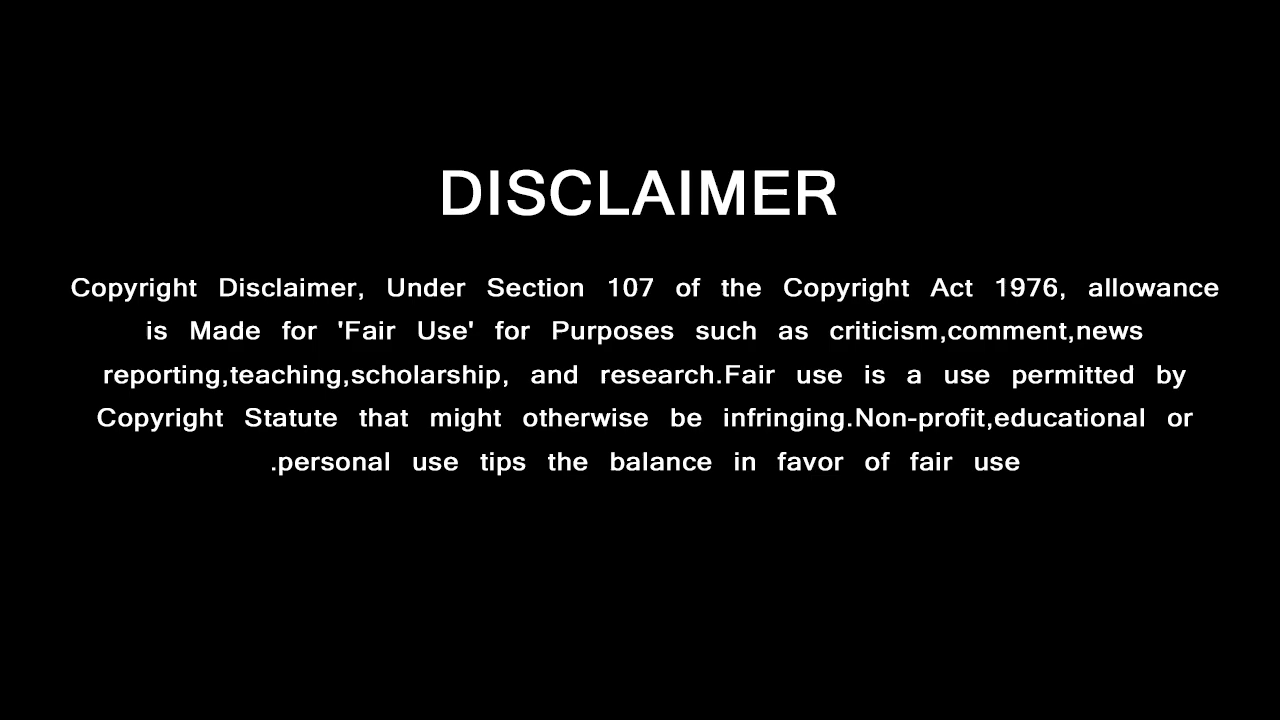 DISCLAIMER
Copyright Disclaimer, Under Section 107 of the Copyright Act 1976, allowance
is Made for 'Fair Use' for Purposes such as criticism,comment,news
reporting,teaching,scholarship, and research.Fair use is a use permitted by
Copyright Statute that might otherwise be infringing.Non-profit,educational or
.personal use tips the balance in favor of fair use